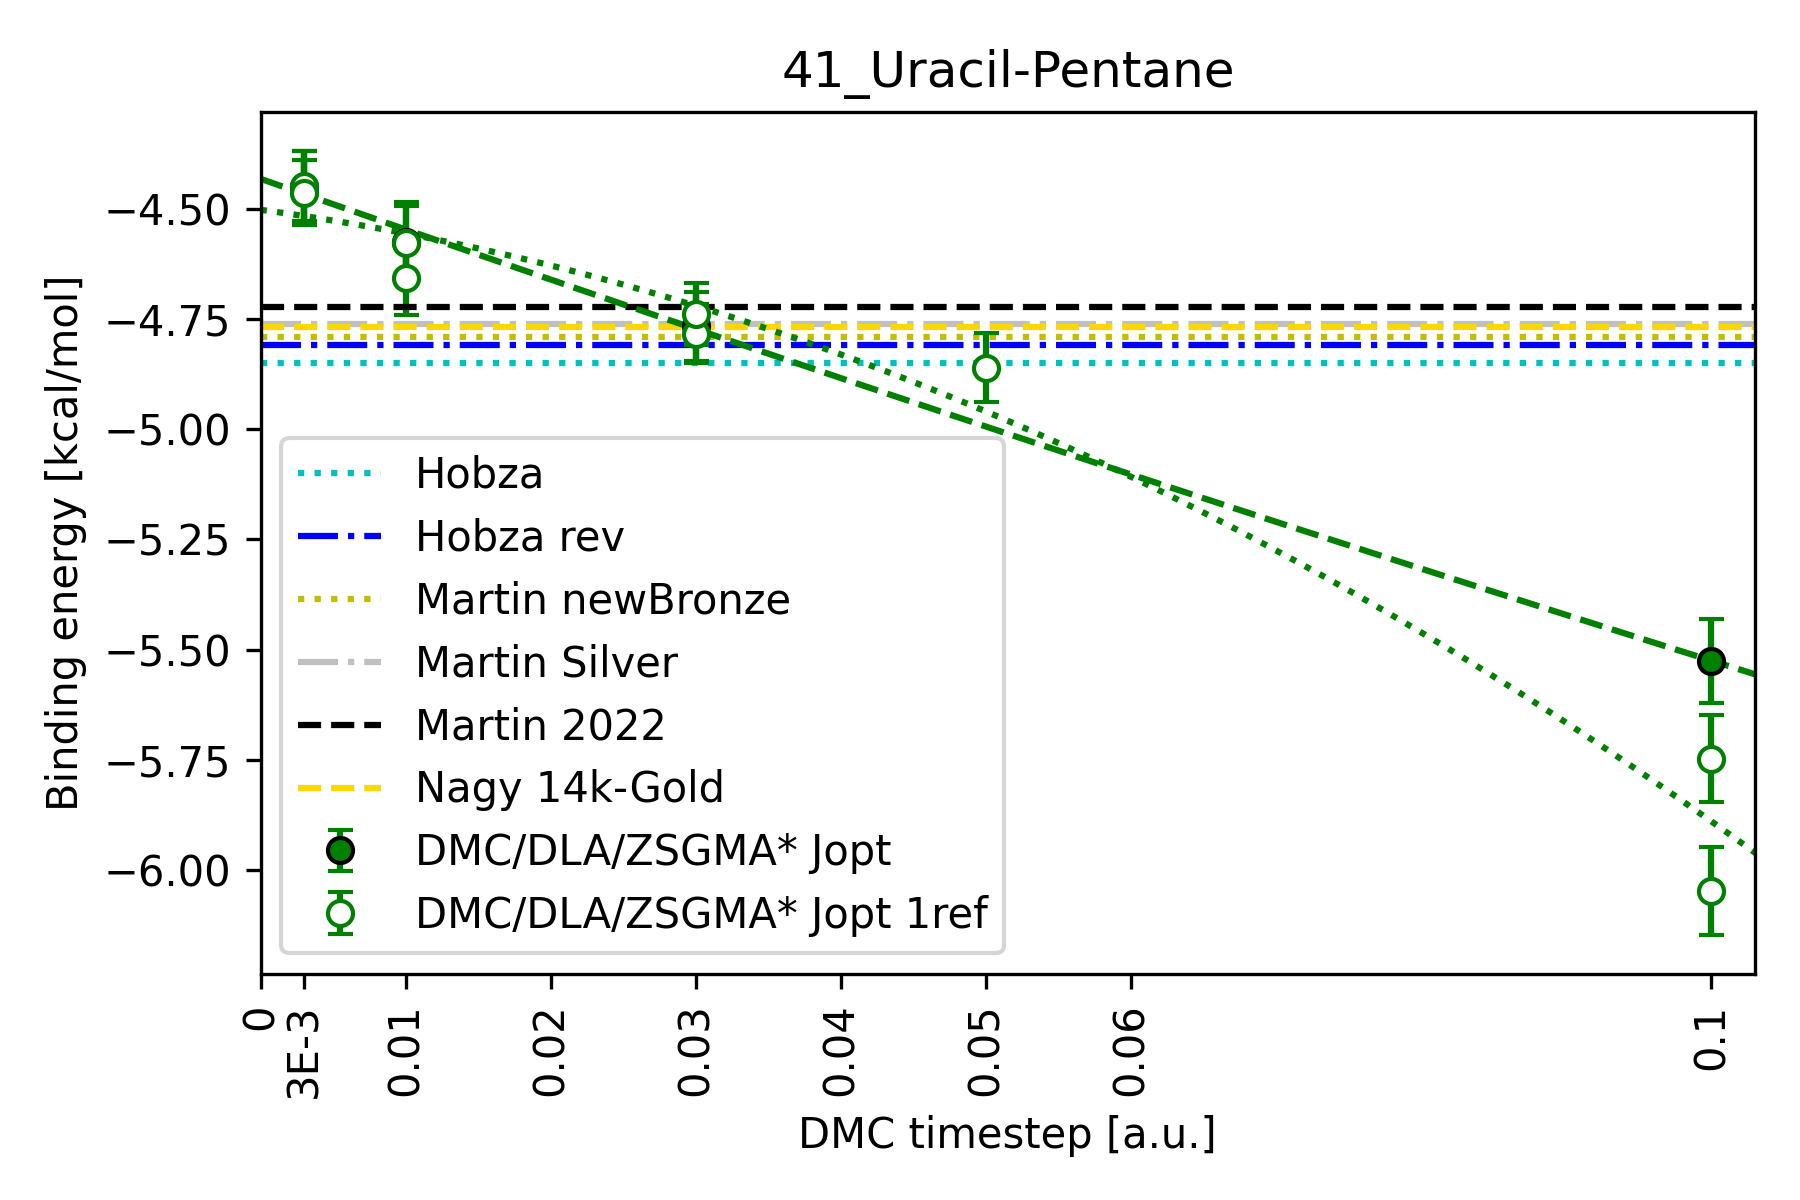 41_Uracil-Pentane
Binding energy [kcal/mol]
−4.50
−4.75
−5.00
−5.25
−5.50
−5.75
−6.00
Hobza
Hobza rev
Martin newBronze
Martin Silver
Martin 2022
Nagy 14k-Gold
DMC/DLA/ZSGMA* Jopt
DMC/DLA/ZSGMA* Jopt 1ref
0
3E-3
0.01
0.02
0.03
0.04
0.05
0.06
0.1
DMC timestep [a.u.]